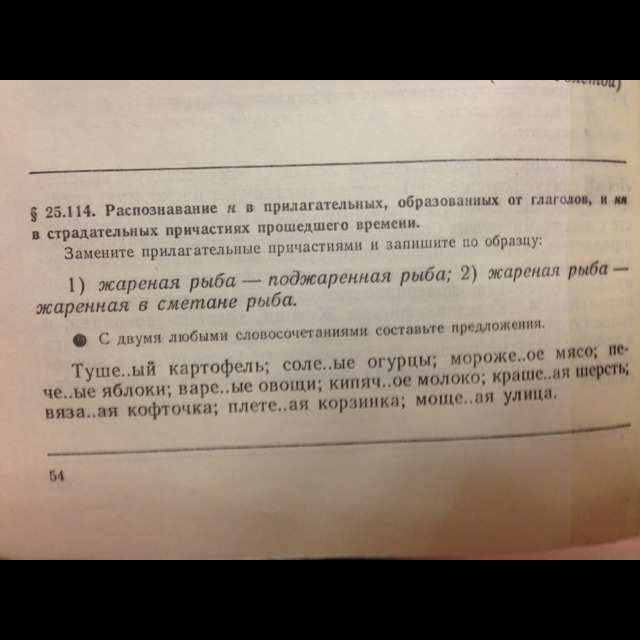 § 25.114. Распознавание н в прилагательных, образованных от глаголов, и нн
в страдательных причастиях прошедшего времени.
Замените прилагательные причастиями и запишите по образцу:
1) жареная рыба — поджаренная рыба; 2) жареная рыба —
жаренная в сметане рыба.
● С двумя любыми словосочетаниями составьте предложения.
Туше..ый картофель; соле..ые огурцы; мороже..ое мясо; пе-
че..ые яблоки; варе..ые овощи; кипяч..ое молоко; краше..ая шерсть;
вяза..ая кофточка; плете..ая корзинка; моще..ая улица.
54